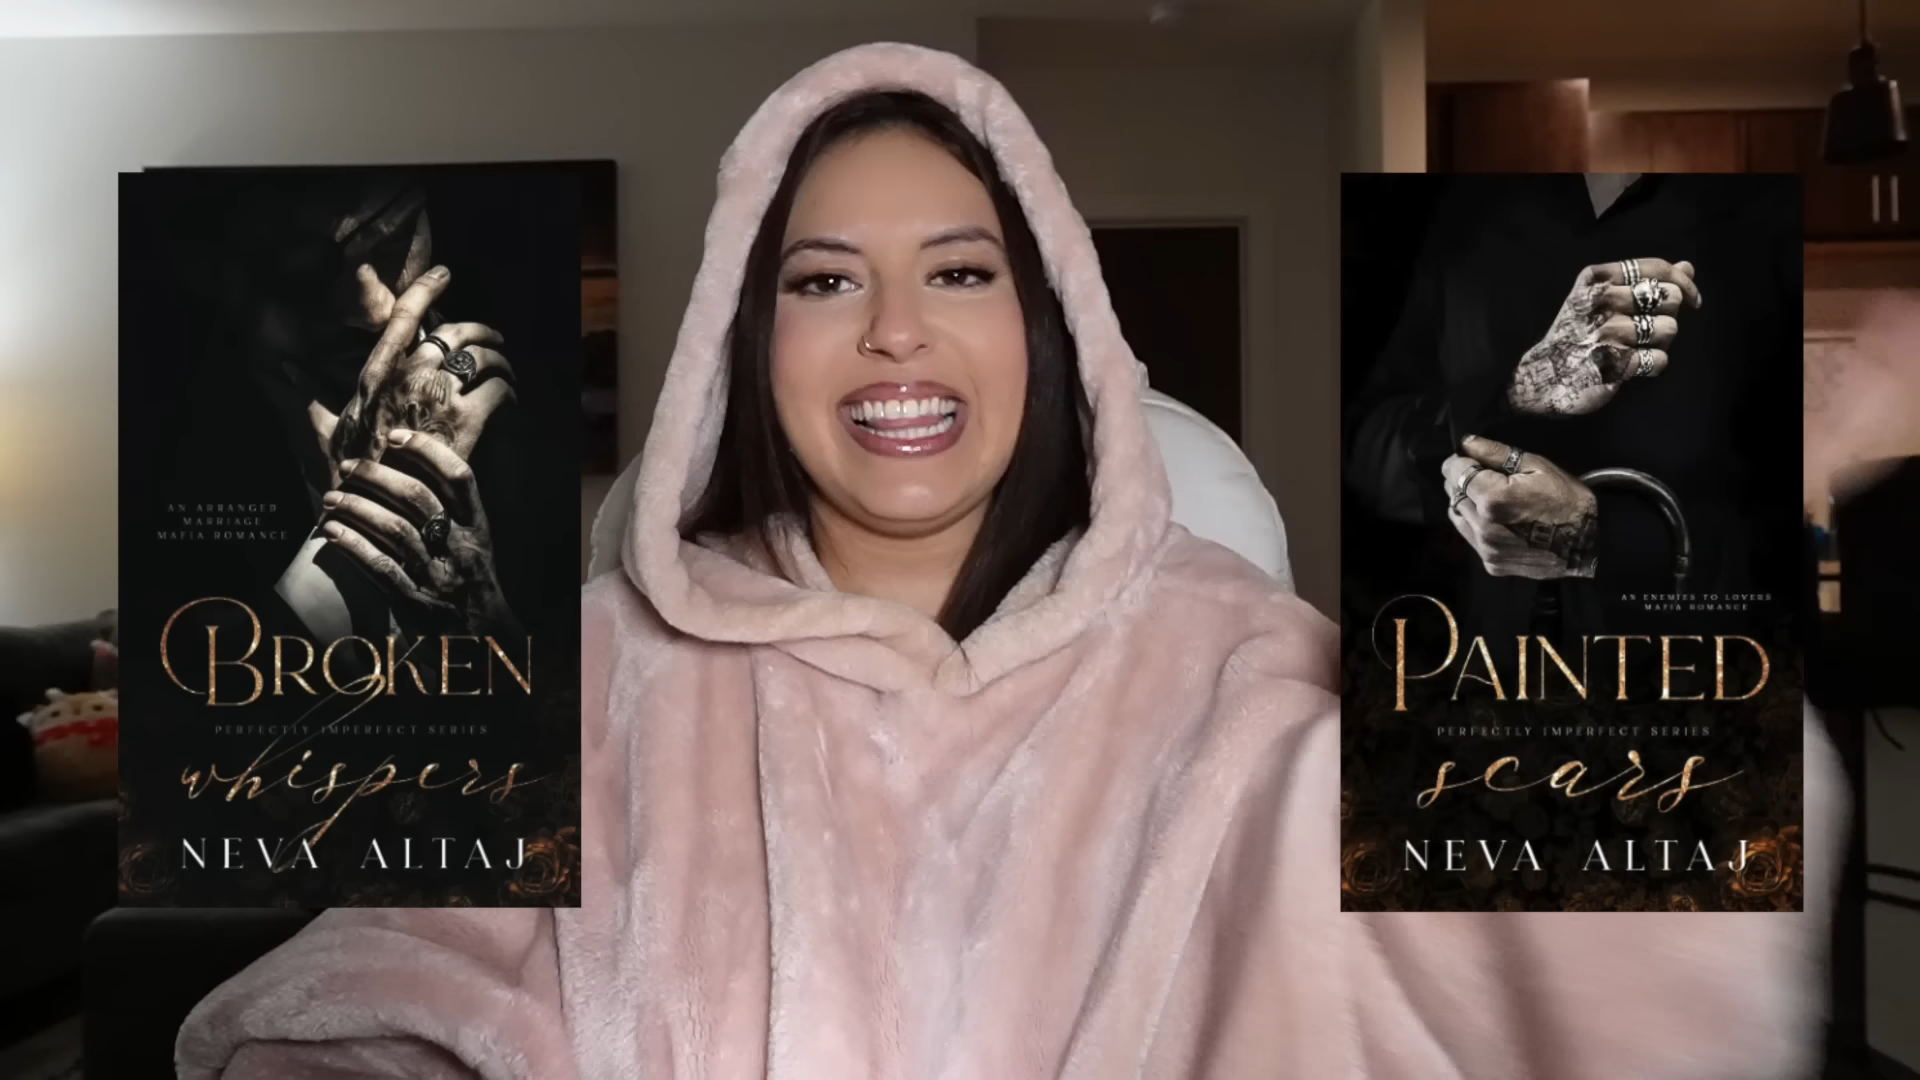 AN ARRANGED
MARRIAGE
MAFIA ROMANCE
BROKEN
PERFECTLY IMPERFECT SERIES
whispers
NEVA ALTAJ
AN ENEMIES TO LOVERS
MAFIA ROMANCE
PAINTED
PERFECTLY IMPERFECT SERIES
scars
NEVA ALTAJ